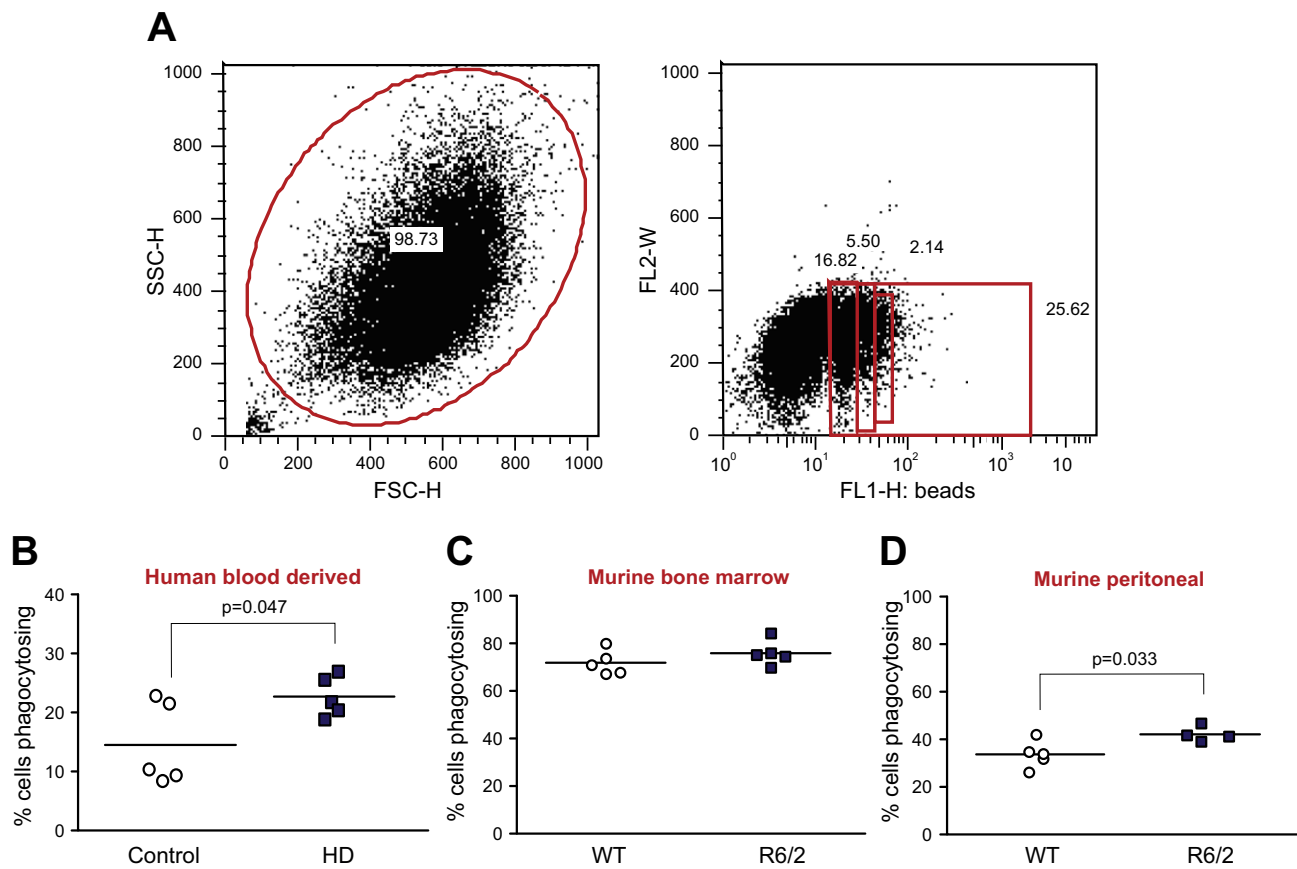 A
1000
800
600
400
200
0
SSC-H
98.73
0 200 400 600 800 1000
FSC-H
1000
800
600
400
200
0
FL2-W
5.50
16.82
2.14
25.62
10⁰ 10¹ 10² 10³ 10
FL1-H: beads
B
Human blood derived
40
30
20
10
0
% cells phagocytosing
p=0.047
Control HD
C
Murine bone marrow
100
80
60
40
20
0
% cells phagocytosing
WT R6/2
D
Murine peritoneal
100
80
60
40
20
0
% cells phagocytosing
p=0.033
WT R6/2